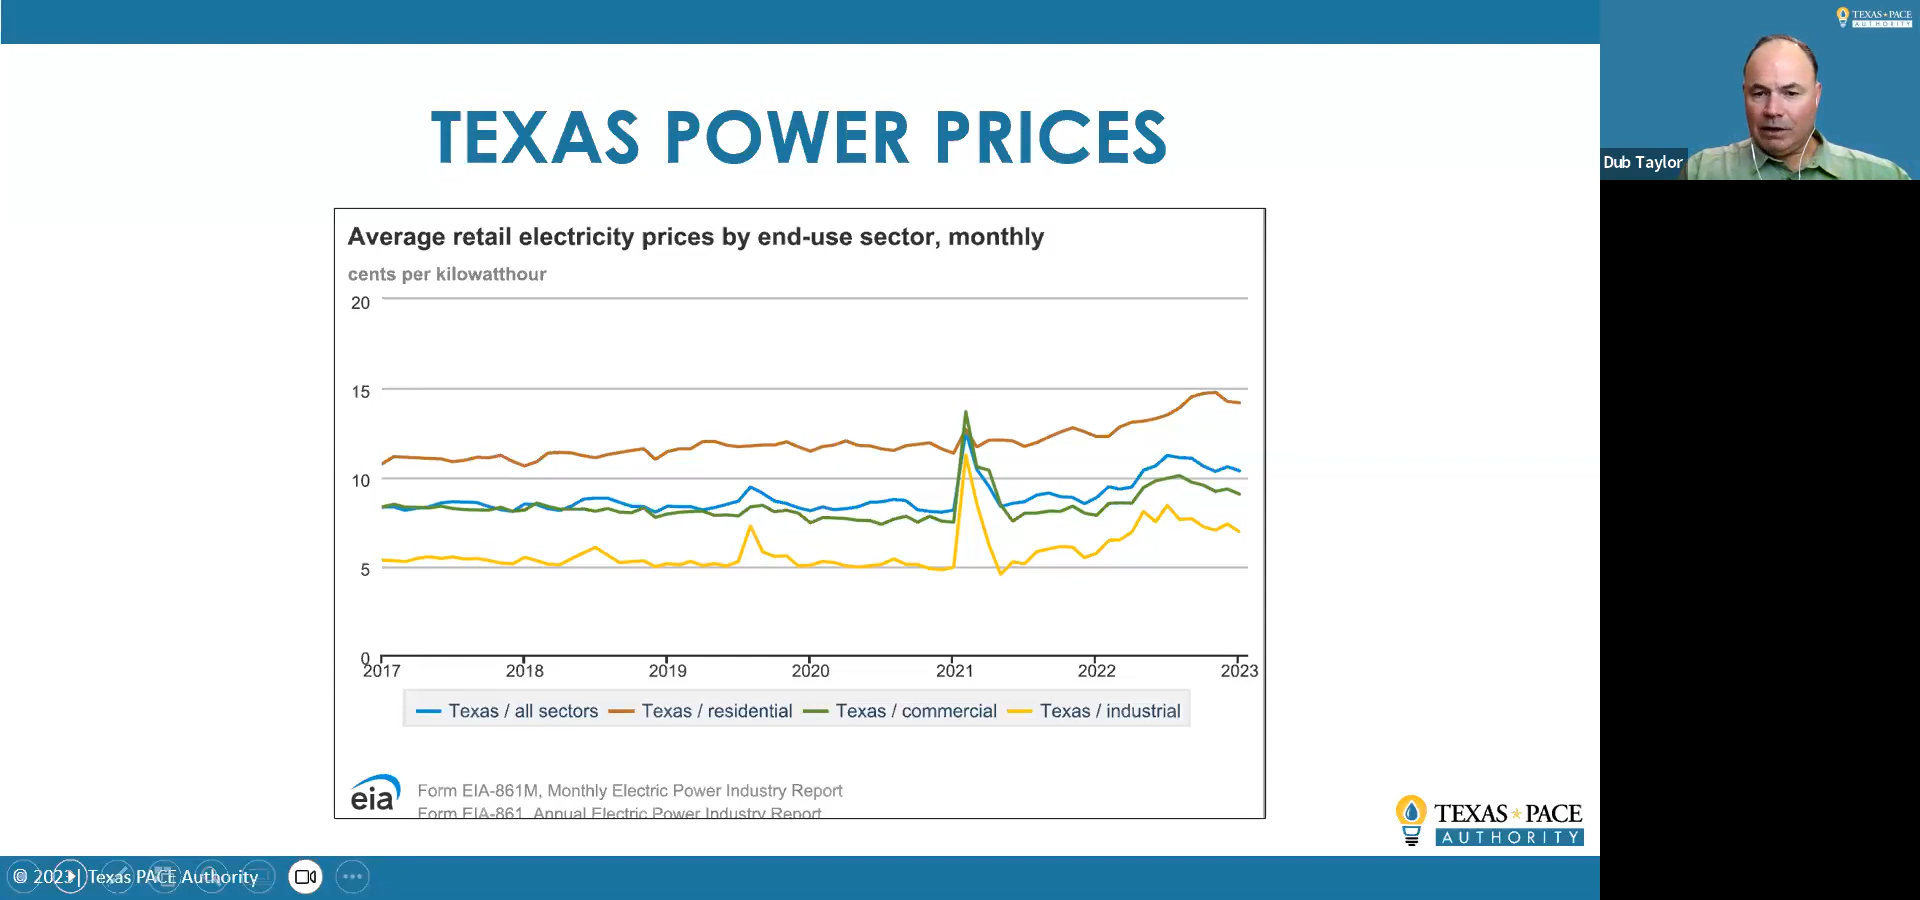 TEXAS POWER PRICES
Average retail electricity prices by end-use sector, monthly
cents per kilowatthour
20
15
10
5
0
2017 2018 2019 2020 2021 2022 2023
Texas / all sectors Texas / residential Texas / commercial Texas / industrial
eia
Form EIA-861M, Monthly Electric Power Industry Report
Form EIA-861, Annual Electric Power Industry Report
TEXAS PACE
AUTHORITY
© 2023 | Texas PACE Authority
TEXAS PACE
AUTHORITY
Dub Taylor